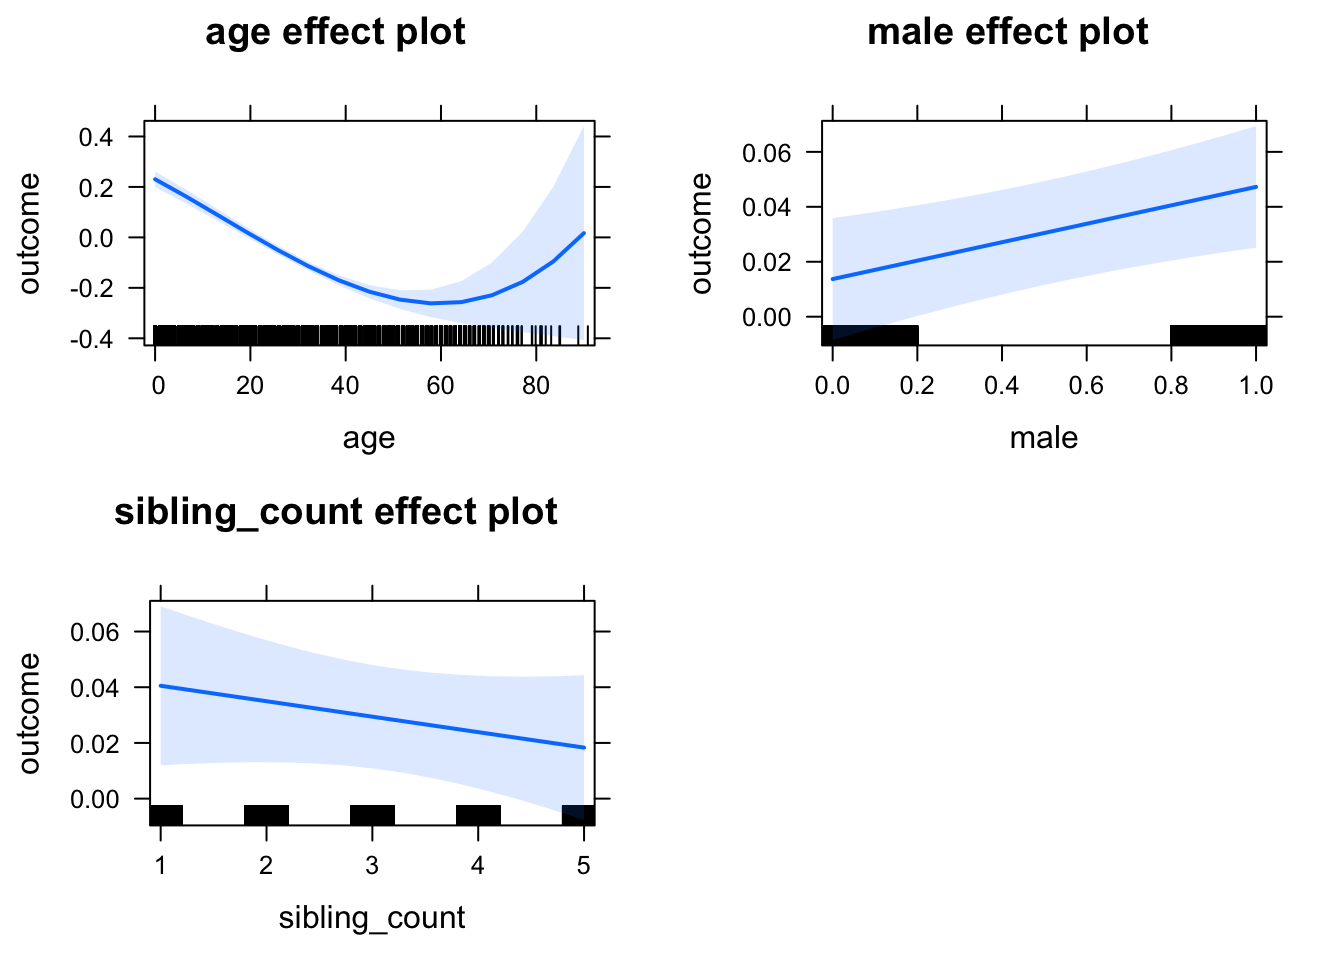 age effect plot
outcome
0.4
0.2
0.0
-0.2
-0.4
0 20 40 60 80
age
male effect plot
outcome
0.06
0.04
0.02
0.00
0.0 0.2 0.4 0.6 0.8 1.0
male
sibling_count effect plot
outcome
0.06
0.04
0.02
0.00
1 2 3 4 5
sibling_count